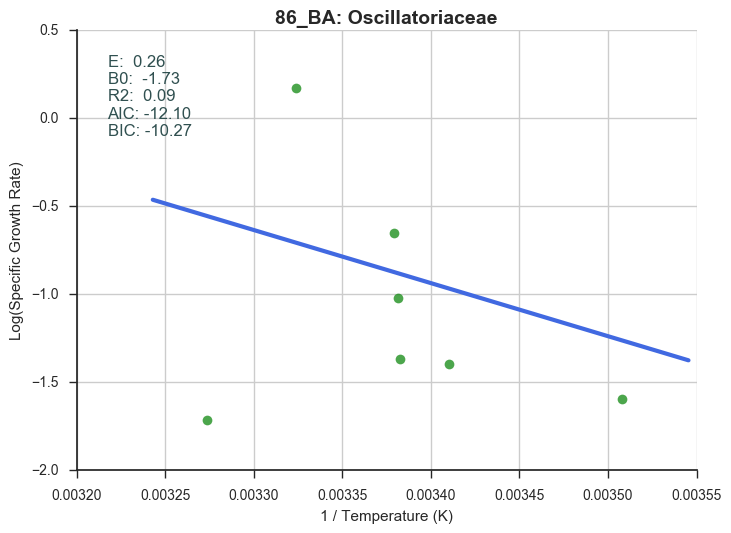 86_BA: Oscillatoriaceae
E:  0.26
B0:  -1.73
R2:  0.09
AIC: -12.10
BIC: -10.27
Log(Specific Growth Rate)
0.5
0.0
−0.5
−1.0
−1.5
−2.0
0.00320 0.00325 0.00330 0.00335 0.00340 0.00345 0.00350 0.00355
1 / Temperature (K)